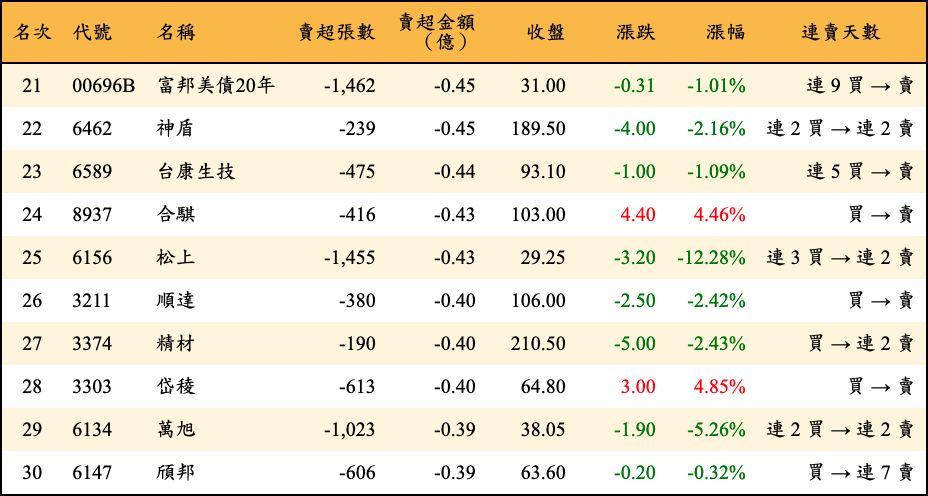 名次 代號 名稱 賣超張數 賣超金額（億） 收盤 漲跌 漲幅 連賣天數
21 00696B 富邦美債20年 -1,462 -0.45 31.00 -0.31 -1.01% 連 9 買 → 賣
22 6462 神盾 -239 -0.45 189.50 -4.00 -2.16% 連 2 買 → 連 2 賣
23 6589 台康生技 -475 -0.44 93.10 -1.00 -1.09% 連 5 買 → 賣
24 8937 合騏 -416 -0.43 103.00 4.40 4.46% 買 → 賣
25 6156 松上 -1,455 -0.43 29.25 -3.20 -12.28% 連 3 買 → 連 2 賣
26 3211 順達 -380 -0.40 106.00 -2.50 -2.42% 買 → 賣
27 3374 精材 -190 -0.40 210.50 -5.00 -2.43% 買 → 連 2 賣
28 3303 岱稜 -613 -0.40 64.80 3.00 4.85% 買 → 賣
29 6134 萬旭 -1,023 -0.39 38.05 -1.90 -5.26% 連 2 買 → 連 2 賣
30 6147 頎邦 -606 -0.39 63.60 -0.20 -0.32% 買 → 連 7 賣